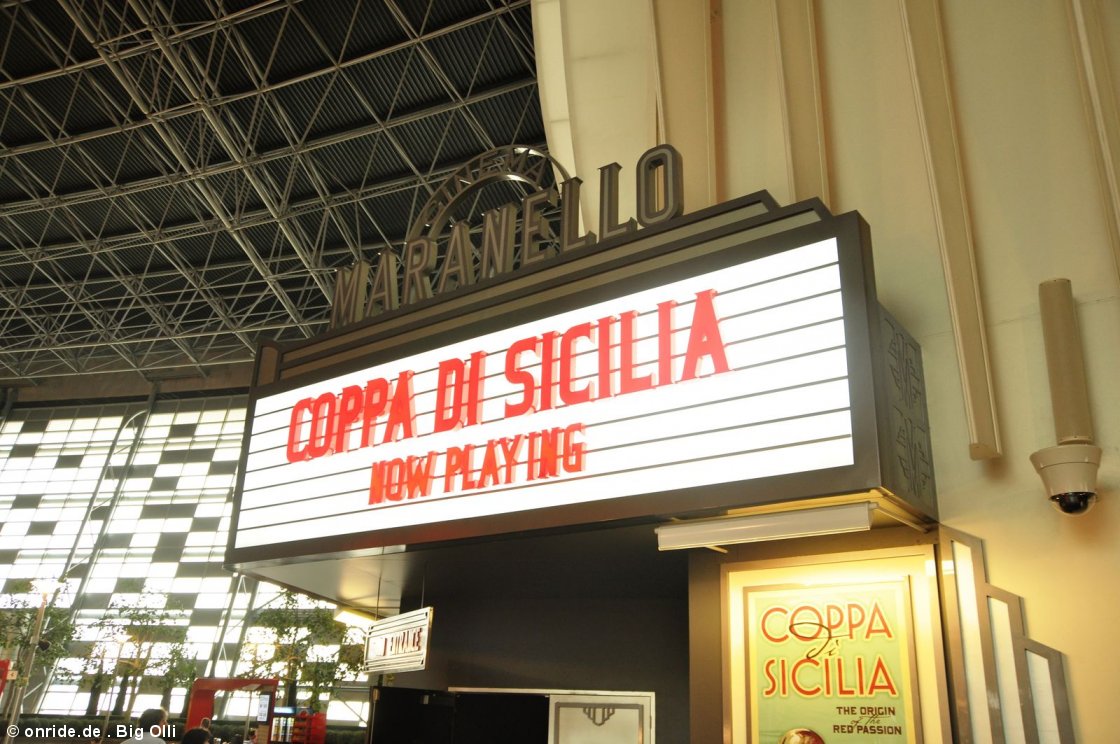 CINEMA
MARANELLO
COPPA DI SICILIA
NOW PLAYING
ENTRANCE
COPPA
Di
SICILIA
THE ORIGIN
of the
RED PASSION
© onride.de . Big Olli